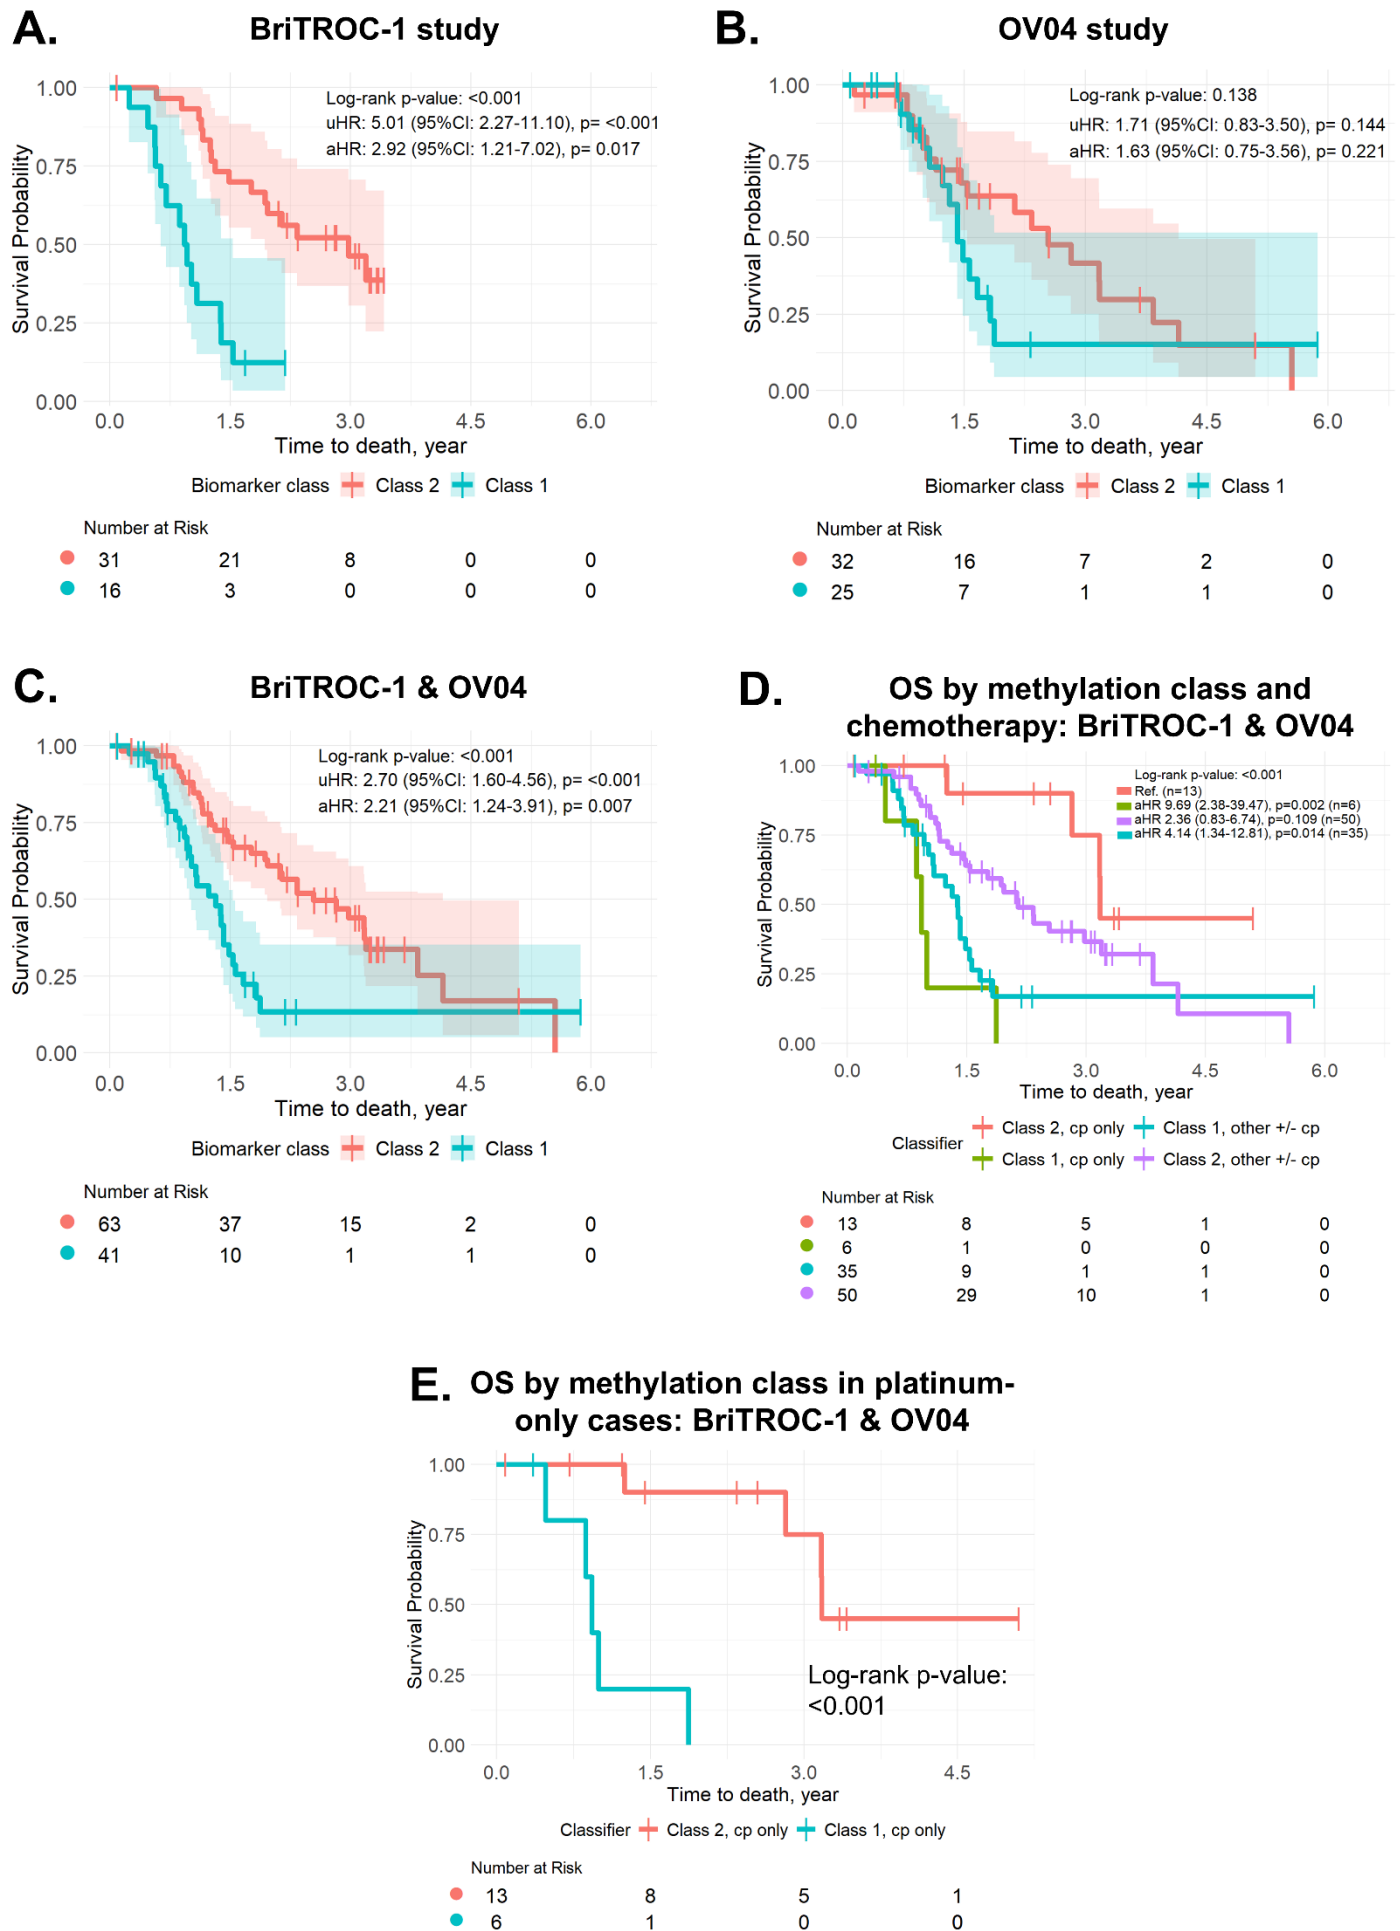 A.
BriTROC-1 study
Log-rank p-value: <0.001
uHR: 5.01 (95%CI: 2.27-11.10), p= <0.001
aHR: 2.92 (95%CI: 1.21-7.02), p= 0.017
Survival Probability
1.00
0.75
0.50
0.25
0.00
0.0 1.5 3.0 4.5 6.0
Time to death, year
Biomarker class Class 2 Class 1
Number at Risk
31 21 8 0 0
16 3 0 0 0
B.
OV04 study
Log-rank p-value: 0.138
uHR: 1.71 (95%CI: 0.83-3.50), p= 0.144
aHR: 1.63 (95%CI: 0.75-3.56), p= 0.221
Survival Probability
1.00
0.75
0.50
0.25
0.00
0.0 1.5 3.0 4.5 6.0
Time to death, year
Biomarker class Class 2 Class 1
Number at Risk
32 16 7 2 0
25 7 1 1 0
C.
BriTROC-1 & OV04
Log-rank p-value: <0.001
uHR: 2.70 (95%CI: 1.60-4.56), p= <0.001
aHR: 2.21 (95%CI: 1.24-3.91), p= 0.007
Survival Probability
1.00
0.75
0.50
0.25
0.00
0.0 1.5 3.0 4.5 6.0
Time to death, year
Biomarker class Class 2 Class 1
Number at Risk
63 37 15 2 0
41 10 1 1 0
D.
OS by methylation class and
chemotherapy: BriTROC-1 & OV04
Log-rank p-value: <0.001
Ref. (n=13)
aHR 9.69 (2.38-39.47), p=0.002 (n=6)
aHR 2.36 (0.83-6.74), p=0.109 (n=50)
aHR 4.14 (1.34-12.81), p=0.014 (n=35)
Survival Probability
1.00
0.75
0.50
0.25
0.00
0.0 1.5 3.0 4.5 6.0
Time to death, year
Classifier
Class 2, cp only Class 1, other +/- cp
Class 1, cp only Class 2, other +/- cp
Number at Risk
13 8 5 1 0
6 1 0 0 0
35 9 1 1 0
50 29 10 1 0
E.
OS by methylation class in platinum-
only cases: BriTROC-1 & OV04
Survival Probability
1.00
0.75
0.50
0.25
0.00
Log-rank p-value:
<0.001
0.0 1.5 3.0 4.5
Time to death, year
Classifier Class 2, cp only Class 1, cp only
Number at Risk
13 8 5 1
6 1 0 0